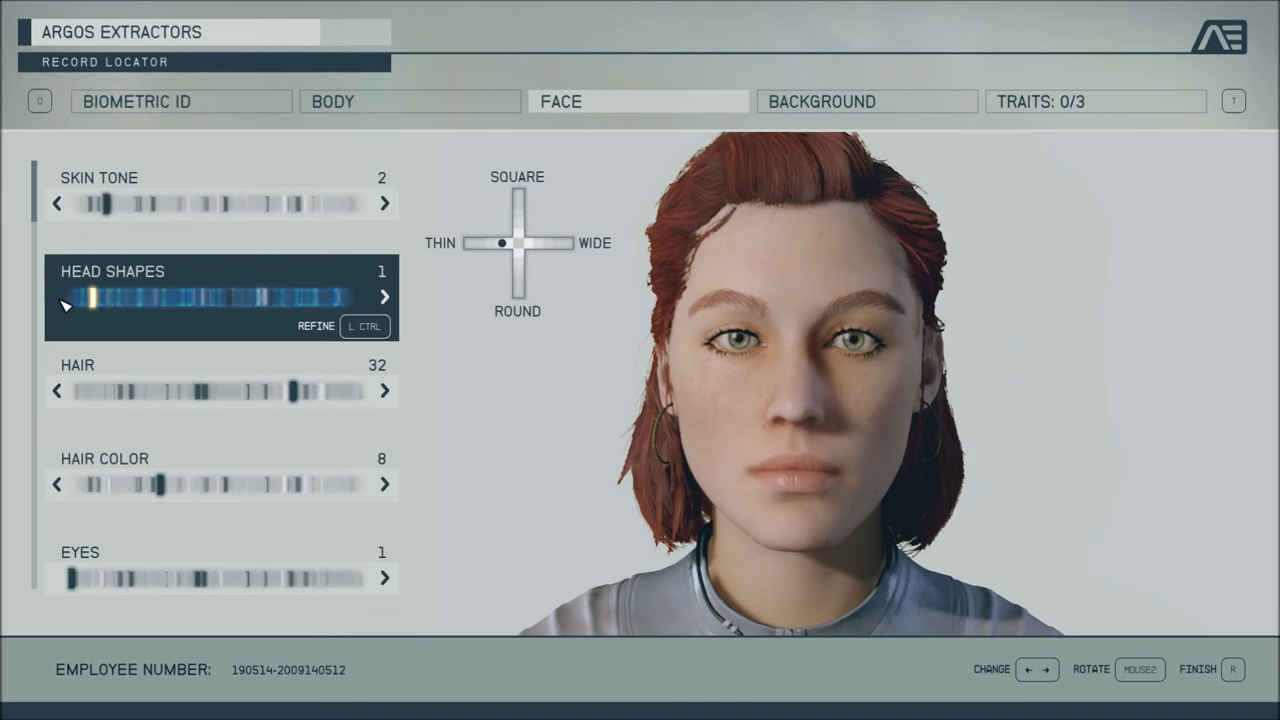 ARGOS EXTRACTORS
RECORD LOCATOR
Q BIOMETRIC ID BODY FACE BACKGROUND TRAITS: 0/3 T
SKIN TONE 2
HEAD SHAPES 1
REFINE L CTRL
HAIR 32
HAIR COLOR 8
EYES 1
SQUARE
THIN WIDE
ROUND
EMPLOYEE NUMBER: 190514-2009140512
CHANGE ← → ROTATE MOUSE2 FINISH R